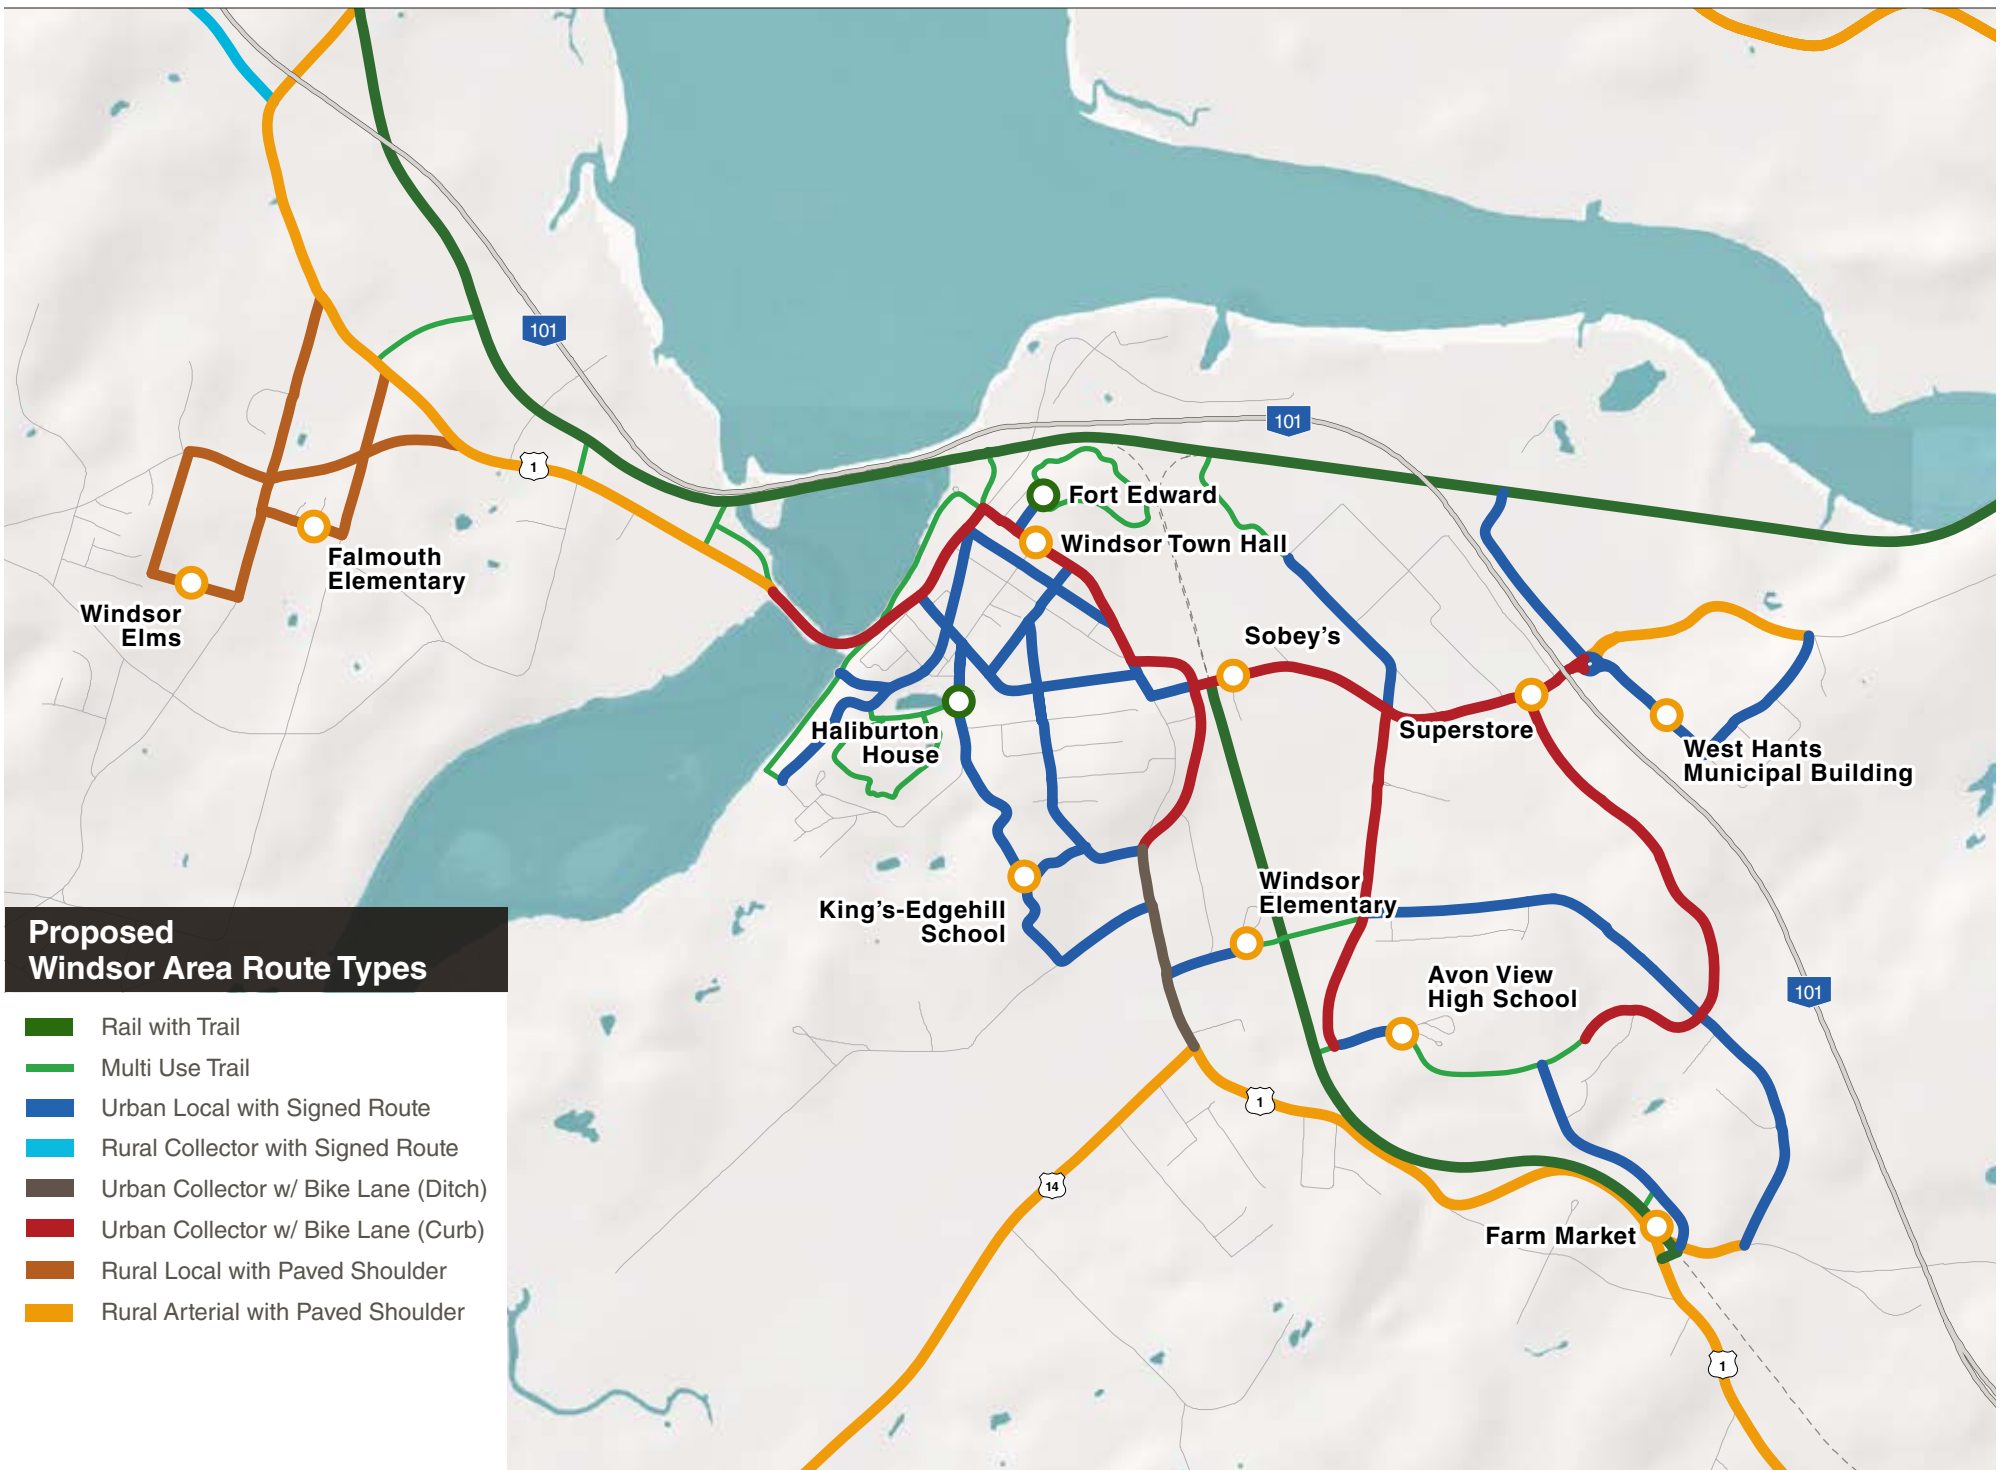 101
101
1
Fort Edward
Windsor Town Hall
Falmouth
Elementary
Windsor
Elms
Sobey's
Haliburton
House
Superstore
West Hants
Municipal Building
King's-Edgehill
School
Windsor
Elementary
Avon View
High School
101
1
14
Farm Market
1
Proposed
Windsor Area Route Types
Rail with Trail
Multi Use Trail
Urban Local with Signed Route
Rural Collector with Signed Route
Urban Collector w/ Bike Lane (Ditch)
Urban Collector w/ Bike Lane (Curb)
Rural Local with Paved Shoulder
Rural Arterial with Paved Shoulder